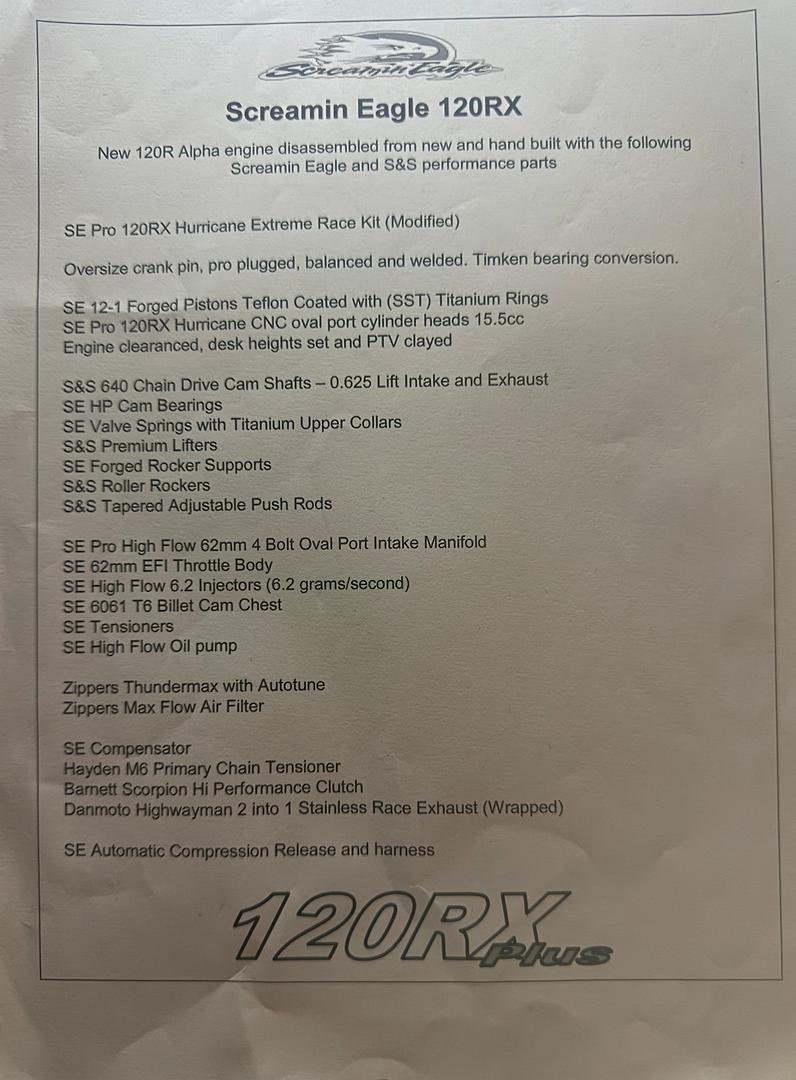 Screamin' Eagle
Screamin Eagle 120RX
New 120R Alpha engine disassembled from new and hand built with the following
Screamin Eagle and S&S performance parts
SE Pro 120RX Hurricane Extreme Race Kit (Modified)
Oversize crank pin, pro plugged, balanced and welded. Timken bearing conversion.
SE 12-1 Forged Pistons Teflon Coated with (SST) Titanium Rings
SE Pro 120RX Hurricane CNC oval port cylinder heads 15.5cc
Engine clearanced, desk heights set and PTV clayed
S&S 640 Chain Drive Cam Shafts – 0.625 Lift Intake and Exhaust
SE HP Cam Bearings
SE Valve Springs with Titanium Upper Collars
S&S Premium Lifters
SE Forged Rocker Supports
S&S Roller Rockers
S&S Tapered Adjustable Push Rods
SE Pro High Flow 62mm 4 Bolt Oval Port Intake Manifold
SE 62mm EFI Throttle Body
SE High Flow 6.2 Injectors (6.2 grams/second)
SE 6061 T6 Billet Cam Chest
SE Tensioners
SE High Flow Oil pump
Zippers Thundermax with Autotune
Zippers Max Flow Air Filter
SE Compensator
Hayden M6 Primary Chain Tensioner
Barnett Scorpion Hi Performance Clutch
Danmoto Highwayman 2 into 1 Stainless Race Exhaust (Wrapped)
SE Automatic Compression Release and harness
120RX
Plus